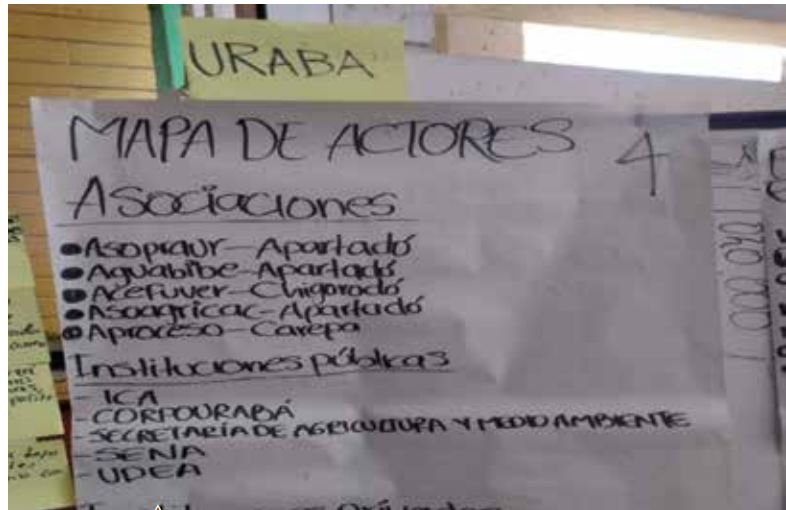 URABA
MAPA DE ACTORES 4
Asociaciones
Asopraur-Apartadó
Aguabibe-Apartadó
Acefuver-Chigorodó
Asoagricac-Apartadó
Aproceso-Carepa
Instituciones públicas
- ICA
- CORPOURABÁ
- SECRETARÍA DE AGRICULTURA Y MEDIO AMBIENTE
- SENA
- UDEA